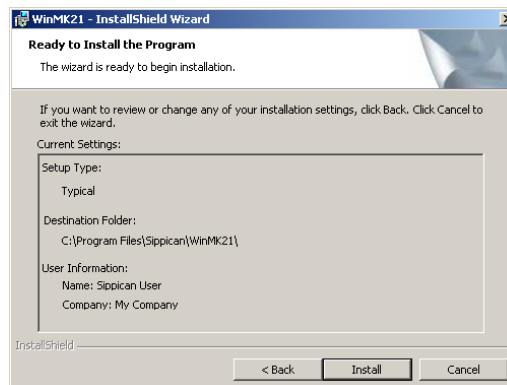 WinMK21 - InstallShield Wizard
Ready to Install the Program
The wizard is ready to begin installation.
If you want to review or change any of your installation settings, click Back. Click Cancel to
exit the wizard.
Current Settings:
Setup Type:
Typical
Destination Folder:
C:\Program Files\Sippican\WinMK21\
User Information:
Name: Sippican User
Company: My Company
InstallShield
< Back Install Cancel